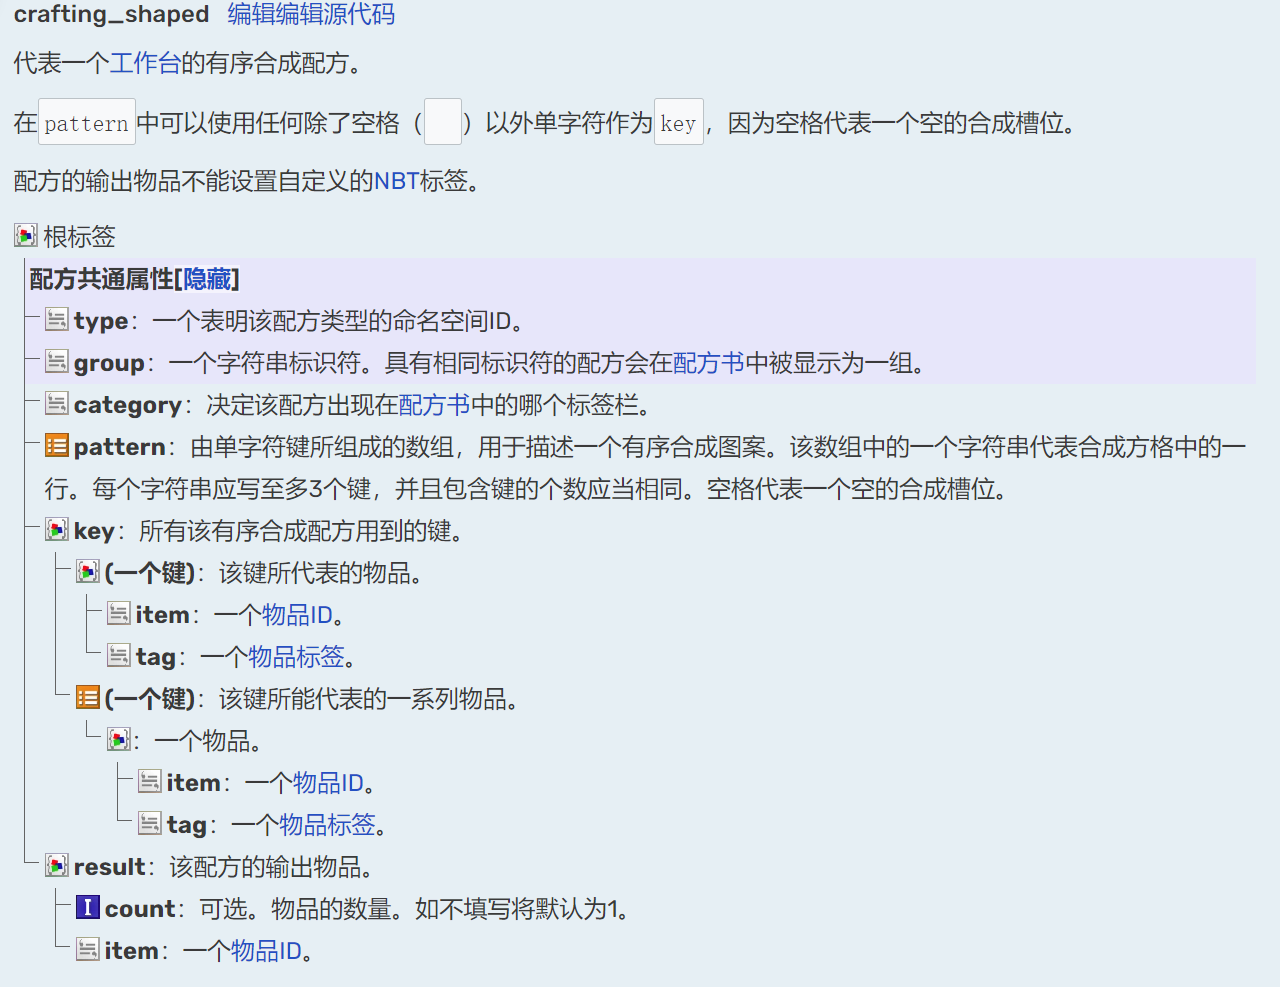 crafting_shaped 编辑编辑源代码
代表一个工作台的有序合成配方。
在pattern中可以使用任何除了空格（ ）以外单字符作为key，因为空格代表一个空的合成槽位。
配方的输出物品不能设置自定义的NBT标签。
根标签
配方共通属性[隐藏]
type：一个表明该配方类型的命名空间ID。
group：一个字符串标识符。具有相同标识符的配方会在配方书中被显示为一组。
category：决定该配方出现在配方书中的哪个标签栏。
pattern：由单字符键所组成的数组，用于描述一个有序合成图案。该数组中的一个字符串代表合成方格中的一
行。每个字符串应写至多3个键，并且包含键的个数应当相同。空格代表一个空的合成槽位。
key：所有该有序合成配方用到的键。
(一个键)：该键所代表的物品。
item：一个物品ID。
tag：一个物品标签。
(一个键)：该键所能代表的一系列物品。
：一个物品。
item：一个物品ID。
tag：一个物品标签。
result：该配方的输出物品。
count：可选。物品的数量。如不填写将默认为1。
item：一个物品ID。